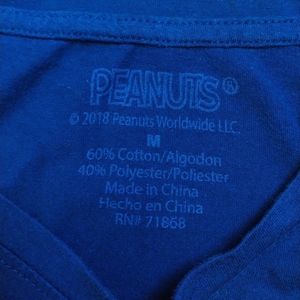 PEANUTS®
© 2018 Peanuts Worldwide LLC.
M
60% Cotton/Algodon
40% Polyester/Poliester
Made in China
Hecho en China
RN# 71868